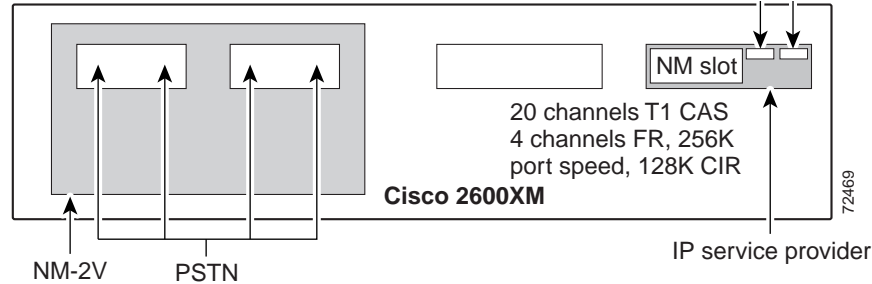 NM slot
20 channels T1 CAS
4 channels FR, 256K
port speed, 128K CIR
Cisco 2600XM
72469
NM-2V
PSTN
IP service provider